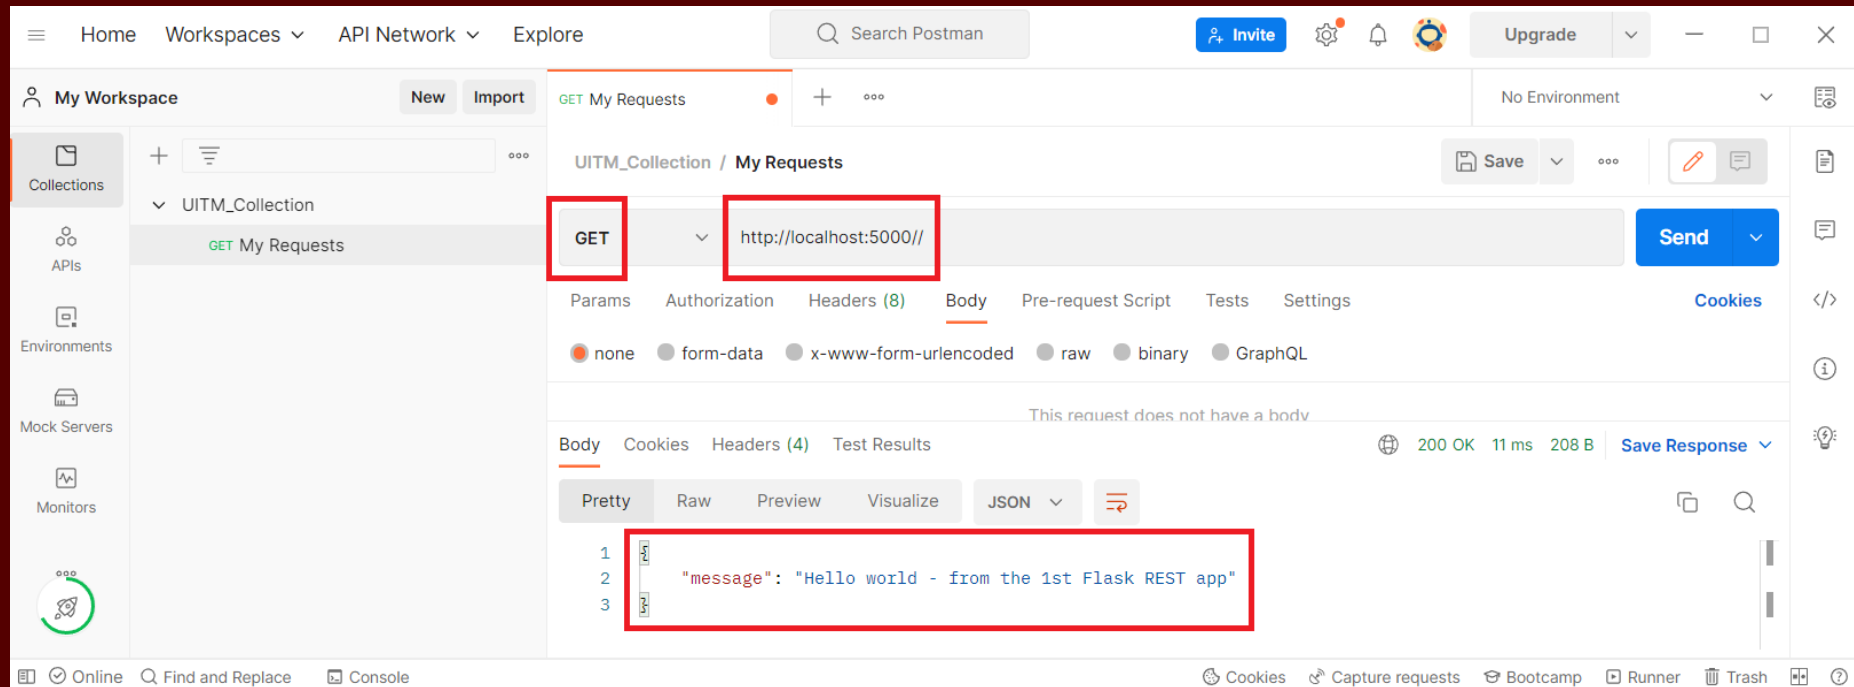 Home Workspaces API Network Explore Search Postman Invite Upgrade
My Workspace New Import GET My Requests No Environment
Collections
UITM_Collection / My Requests Save
UITM_Collection
GET My Requests
APIs
GET http://localhost:5000// Send
Params Authorization Headers (8) Body Pre-request Script Tests Settings Cookies
Environments
none form-data x-www-form-urlencoded raw binary GraphQL
Mock Servers
This request does not have a body
Body Cookies Headers (4) Test Results 200 OK 11 ms 208 B Save Response
Monitors
Pretty Raw Preview Visualize JSON
1 {
2 "message": "Hello world - from the 1st Flask REST app"
3 }
Online Find and Replace Console Cookies Capture requests Bootcamp Runner Trash